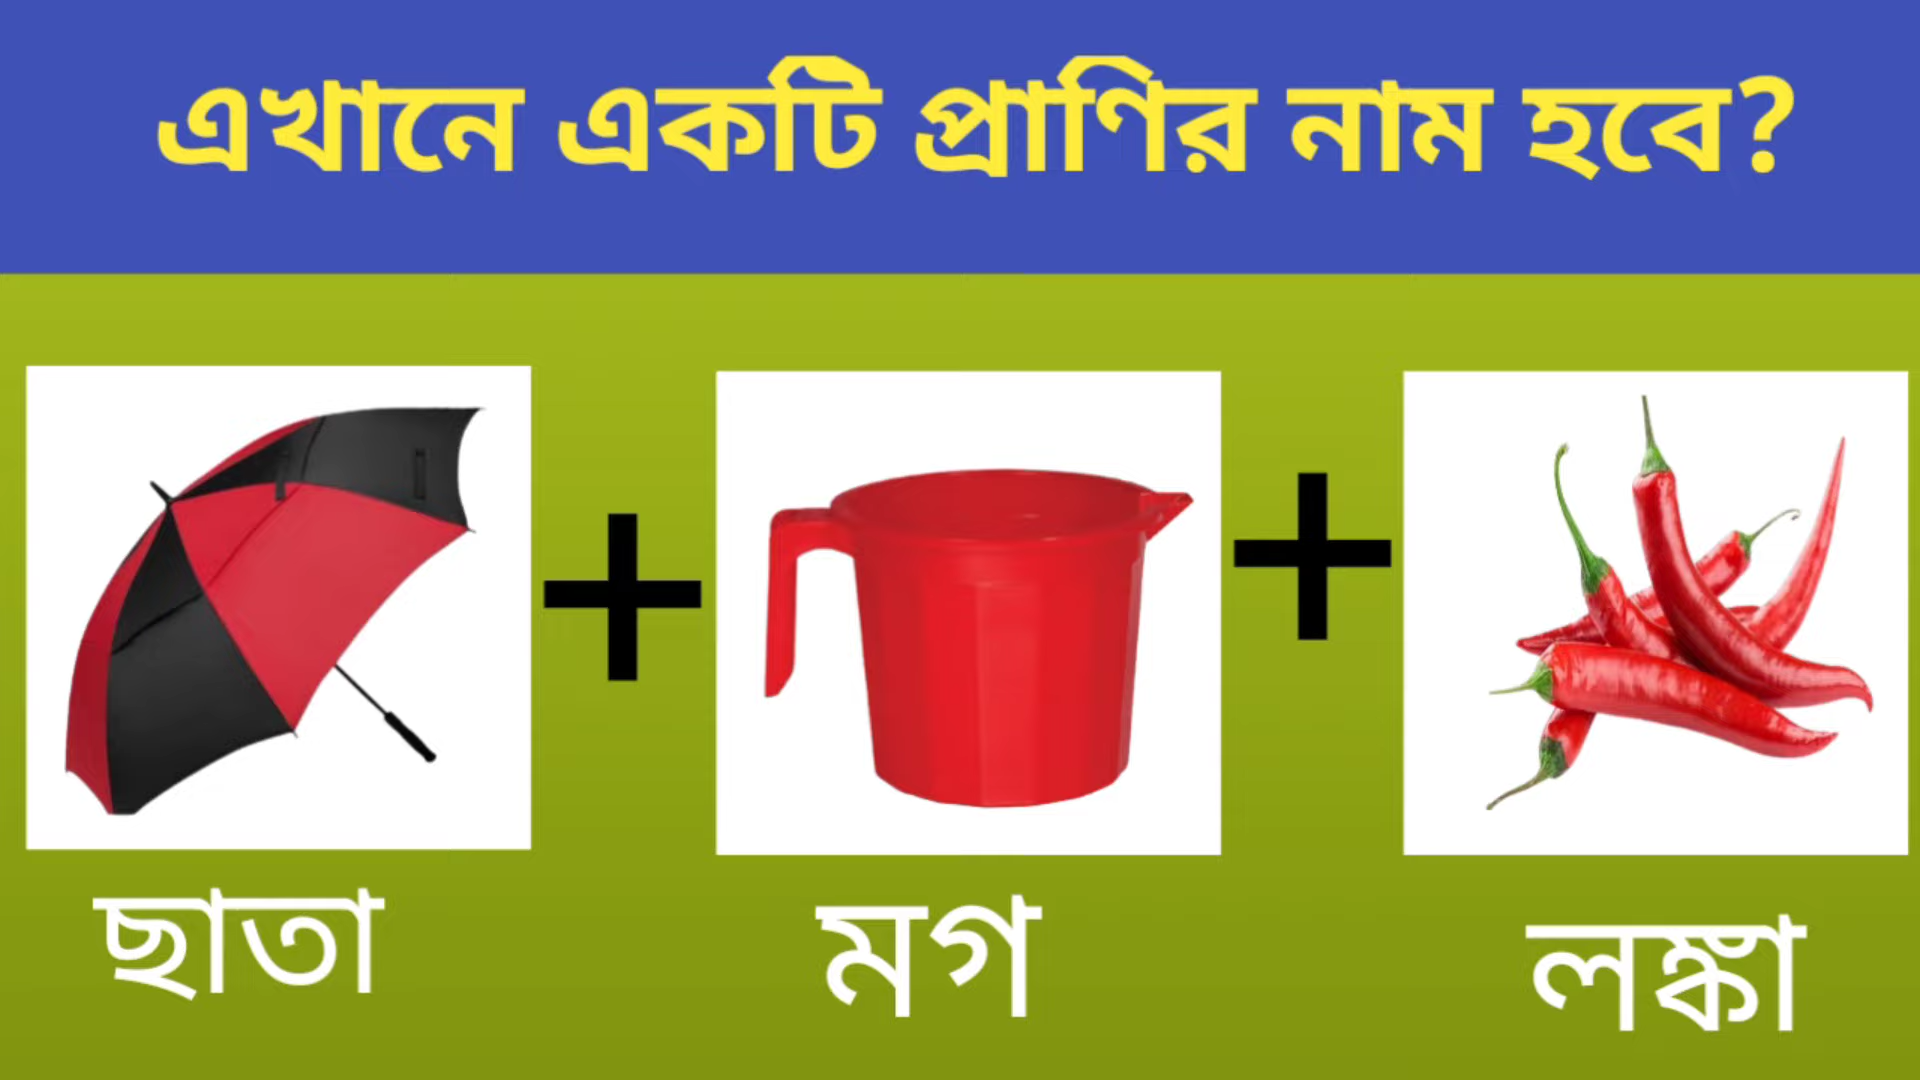 এখানে একটি প্রাণির নাম হবে?
ছাতা
মগ
লঙ্কা